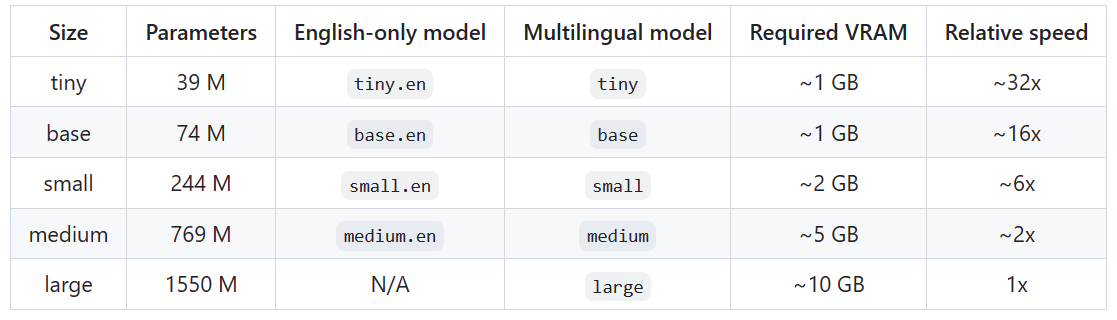 Size Parameters English-only model Multilingual model Required VRAM Relative speed
tiny 39 M tiny.en tiny ~1 GB ~32x
base 74 M base.en base ~1 GB ~16x
small 244 M small.en small ~2 GB ~6x
medium 769 M medium.en medium ~5 GB ~2x
large 1550 M N/A large ~10 GB 1x